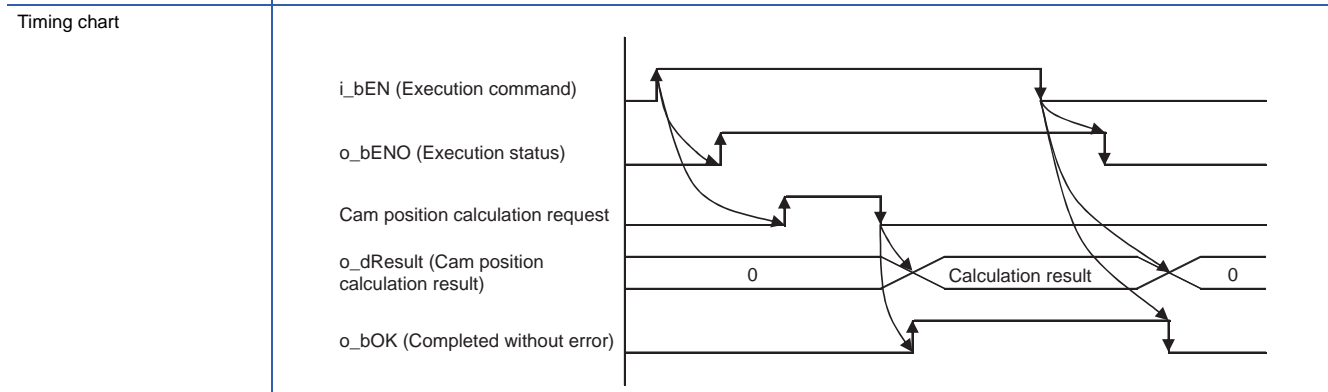 Timing chart
i_bEN (Execution command)
o_bENO (Execution status)
Cam position calculation request
o_dResult (Cam position
calculation result)
0
Calculation result
0
o_bOK (Completed without error)